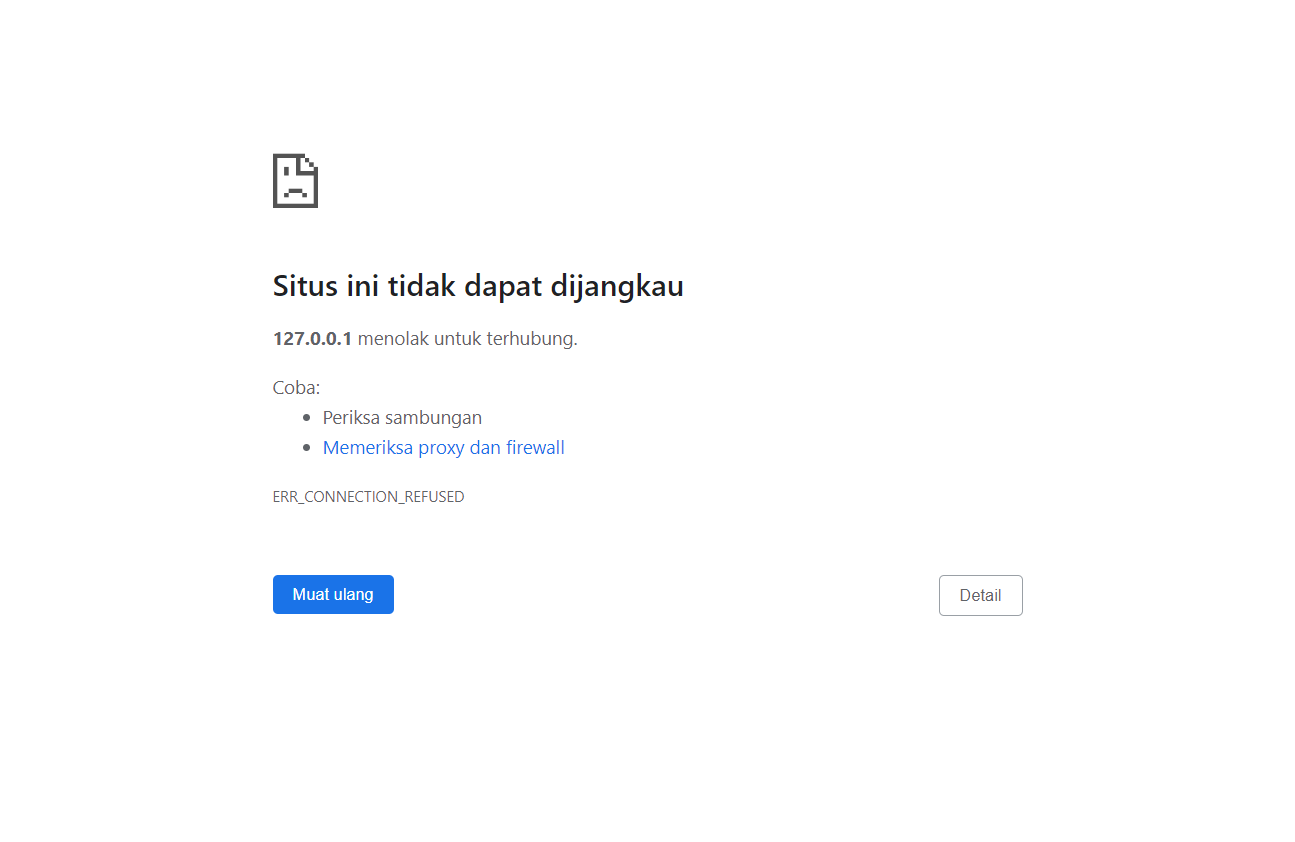 Situs ini tidak dapat dijangkau
127.0.0.1 menolak untuk terhubung.
Coba:
Periksa sambungan
Memeriksa proxy dan firewall
ERR_CONNECTION_REFUSED
Muat ulang
Detail